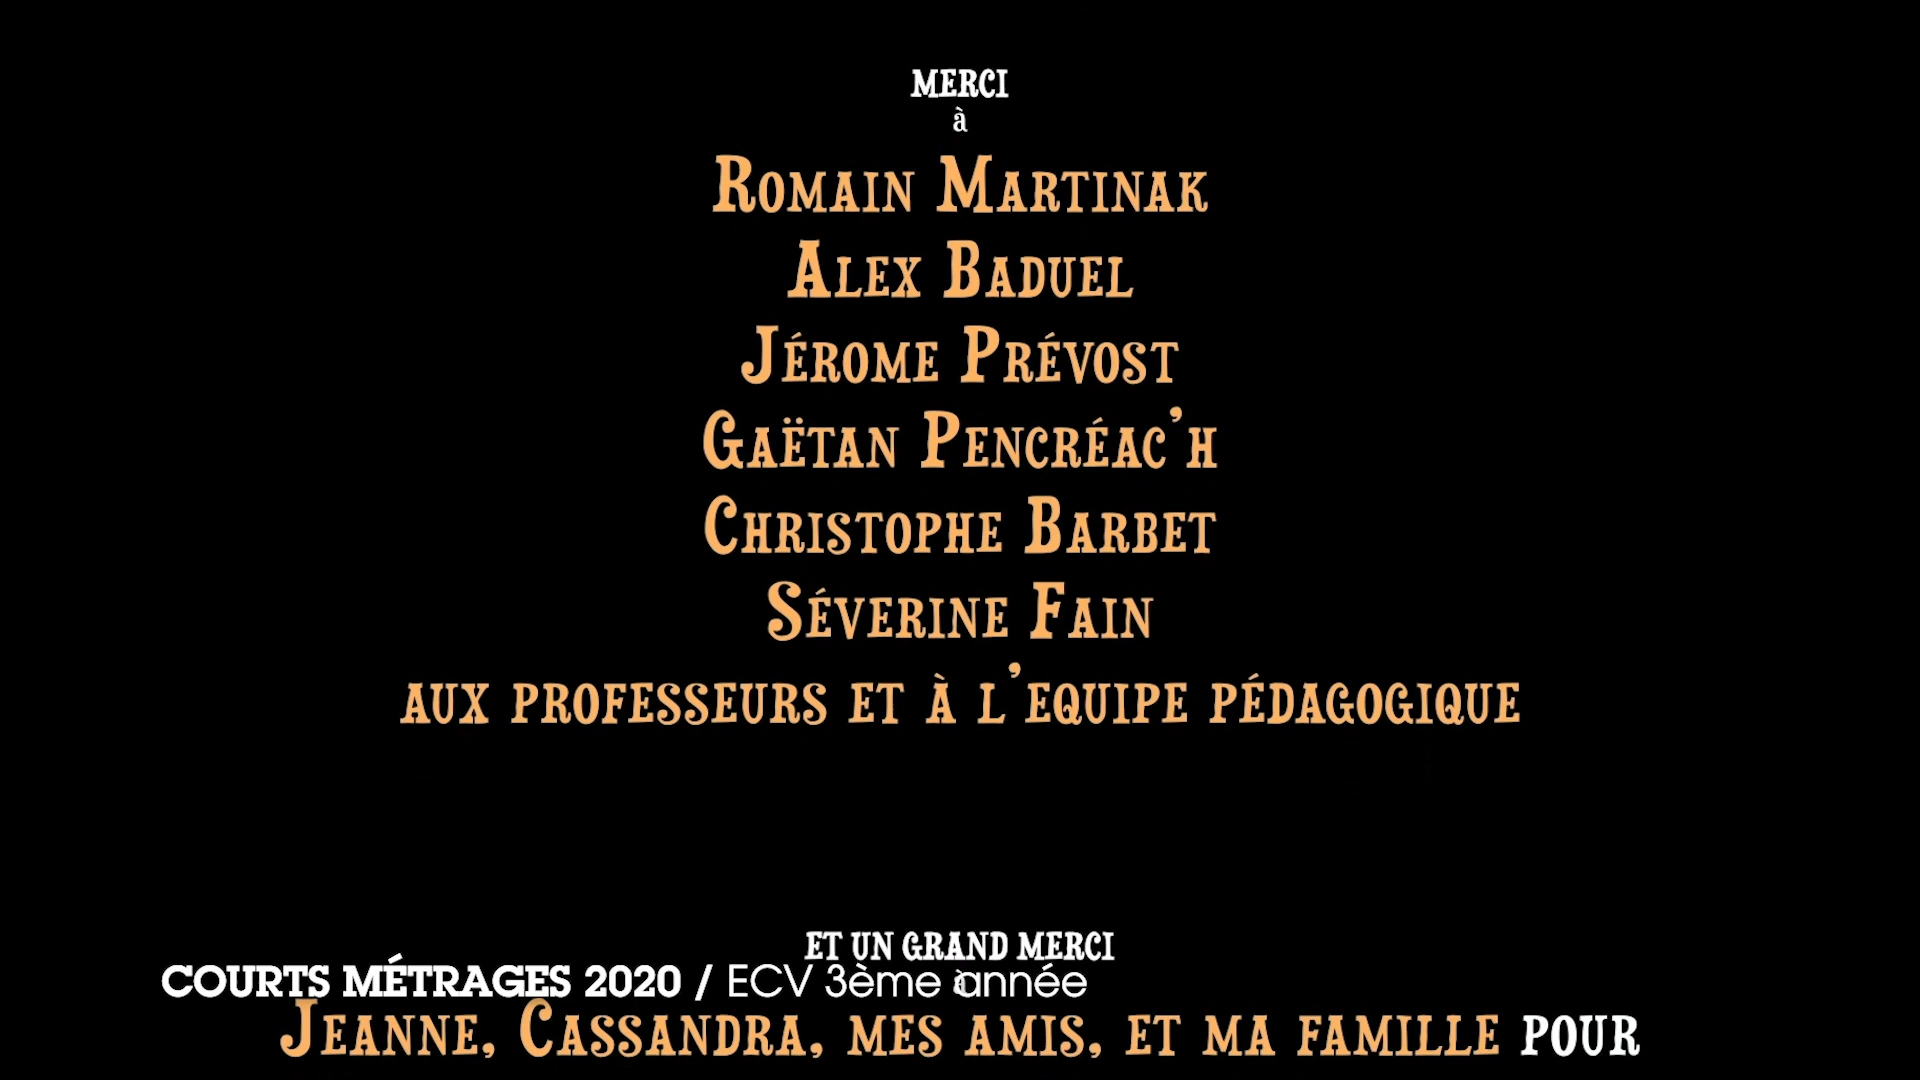 MERCI
à
ROMAIN MARTINAK
ALEX BADUEL
JÉROME PRÉVOST
GAËTAN PENCRÉAC'H
CHRISTOPHE BARBET
SÉVERINE FAIN
AUX PROFESSEURS ET À L'EQUIPE PÉDAGOGIQUE
ET UN GRAND MERCI
à
COURTS MÉTRAGES 2020 / ECV 3ème année
JEANNE, CASSANDRA, MES AMIS, ET MA FAMILLE POUR